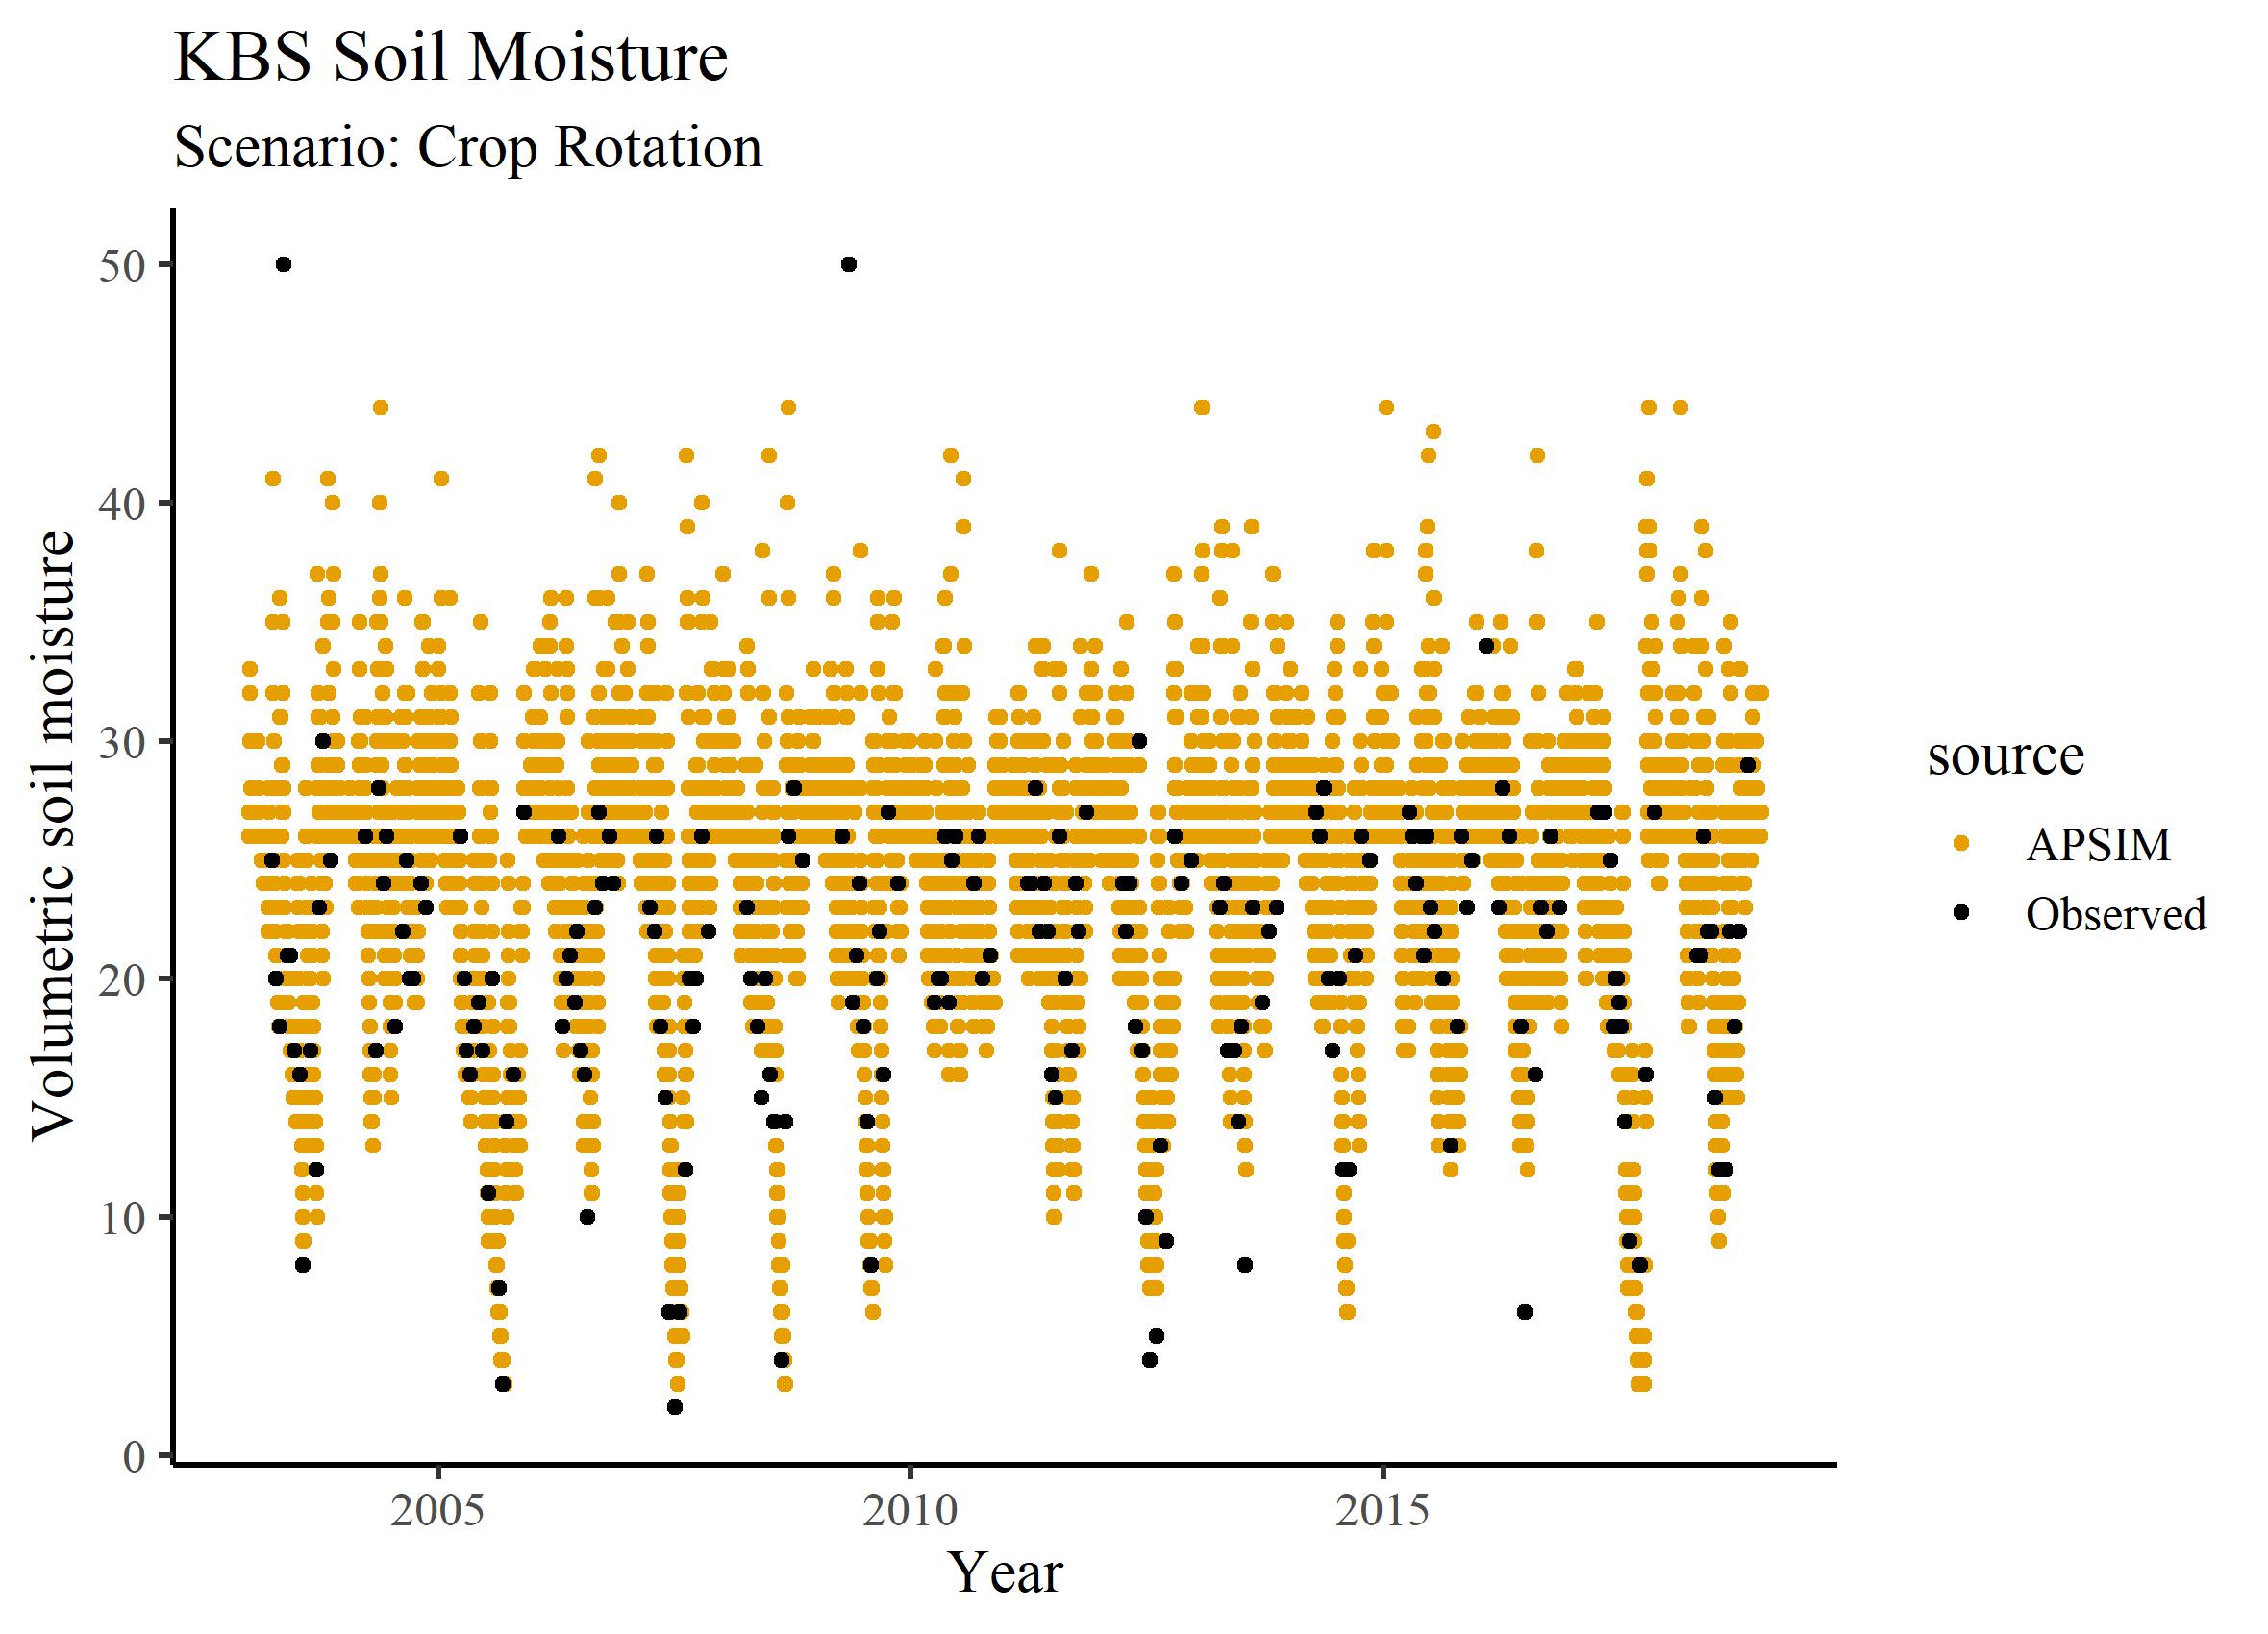 KBS Soil Moisture
Scenario: Crop Rotation
Volumetric soil moisture
50
40
30
20
10
0
2005
2010
2015
Year
source
APSIM
Observed